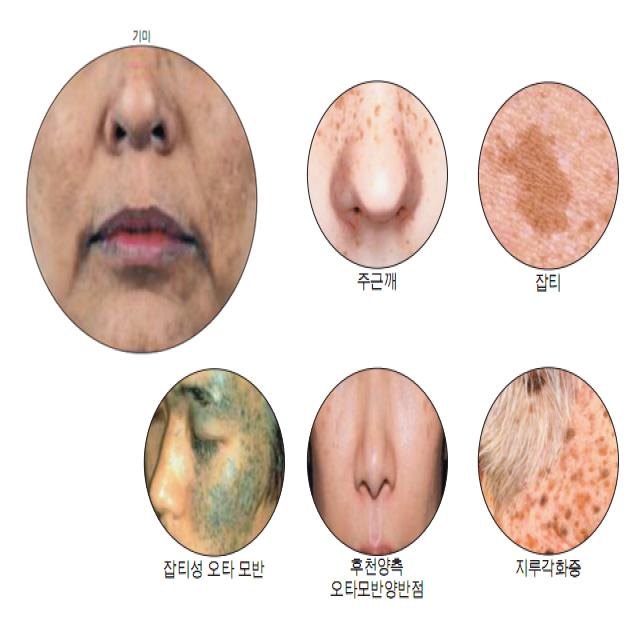 기미
주근깨
잡티
잡티성 오타 모반
후천양측
오타모반양반점
지루각화증